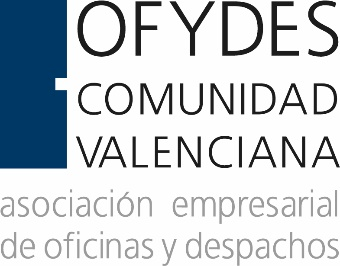 OFYDES
COMUNIDAD
VALENCIANA
asociación empresarial
de oficinas y despachos